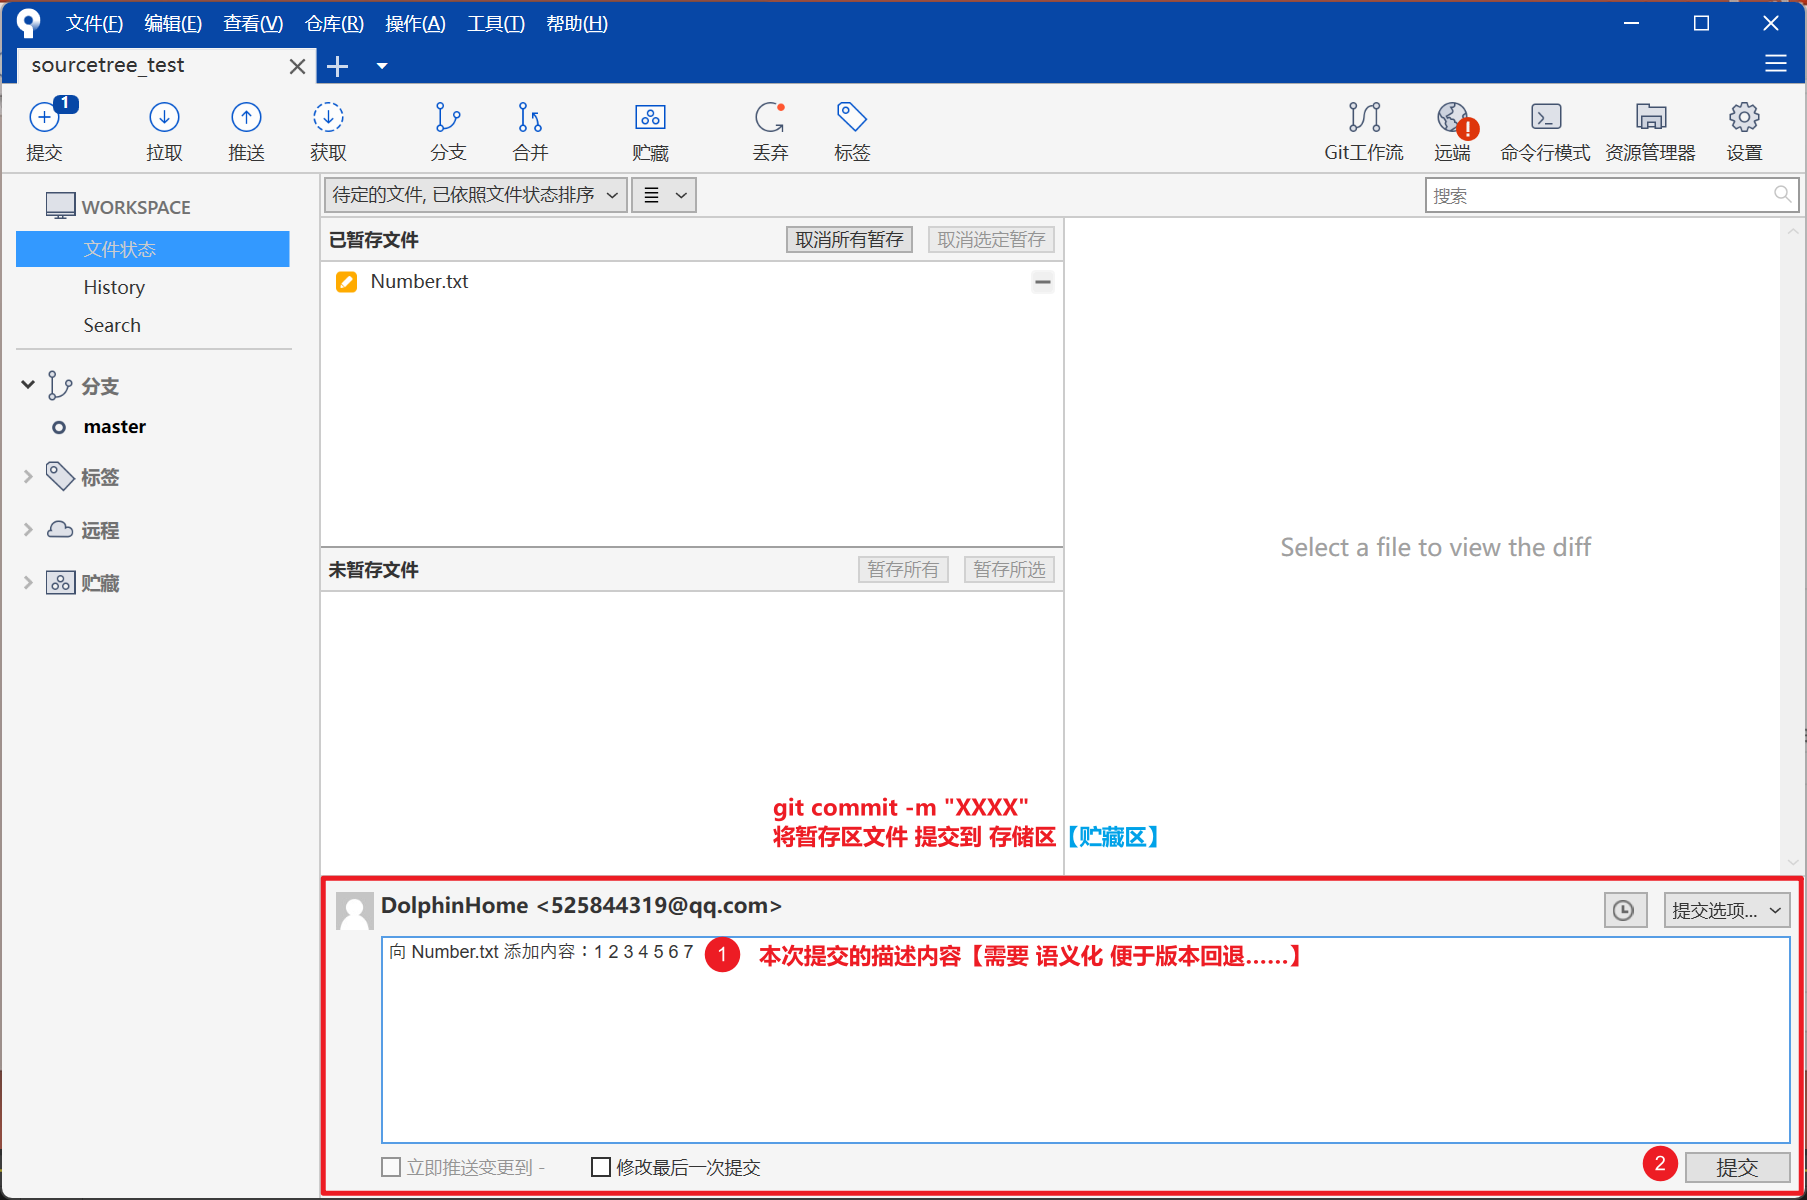 文件(F) 编辑(E) 查看(V) 仓库(R) 操作(A) 工具(T) 帮助(H)
sourcetree_test
1
提交 拉取 推送 获取 分支 合并 贮藏 丢弃 标签 Git工作流 远端 命令行模式 资源管理器 设置
WORKSPACE
文件状态
History
Search
分支
master
标签
远程
贮藏
待定的文件, 已依照文件状态排序
搜索
已暂存文件 取消所有暂存 取消选定暂存
Number.txt
未暂存文件 暂存所有 暂存所选
Select a file to view the diff
git commit -m "XXXX"
将暂存区文件 提交到 存储区【贮藏区】
DolphinHome <525844319@qq.com>
提交选项...
向 Number.txt 添加内容：1 2 3 4 5 6 7
1 本次提交的描述内容【需要 语义化 便于版本回退……】
立即推送变更到 -
修改最后一次提交
2 提交